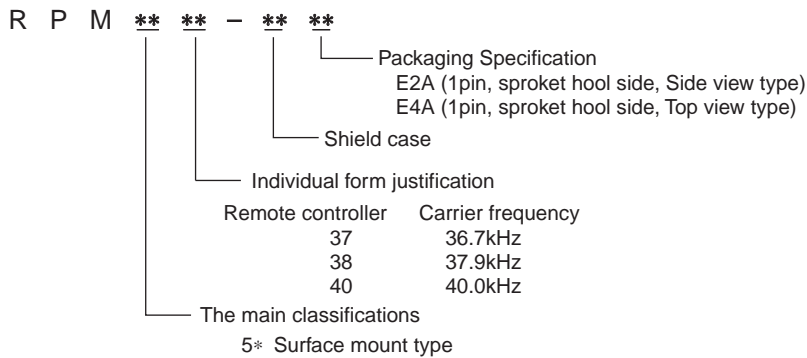 R P M ** ** – ** **
Packaging Specification
E2A (1pin, sproket hool side, Side view type)
E4A (1pin, sproket hool side, Top view type)
Shield case
Individual form justification
Remote controller Carrier frequency
37 36.7kHz
38 37.9kHz
40 40.0kHz
The main classifications
5* Surface mount type